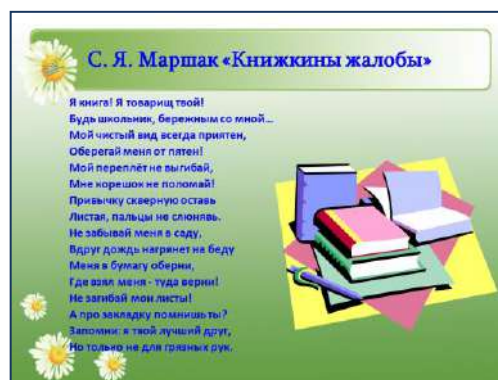 С. Я. Маршак «Книжкины жалобы»
Я книга! Я товарищ твой!
Будь школьник, бережным со мной...
Мой чистый вид всегда приятен,
Оберегай меня от пятен!
Мой переплёт не выгибай,
Мне корешок не поломай!
Привычку скверную оставь
Листая, пальцы не слюнявь.
Не забывай меня в саду,
Вдруг дождь нагрянет на беду
Меня в бумагу оберни,
Где взял меня - туда верни!
Не загибай мои листы!
А про закладку помнишь ты?
Запомни: я твой лучший друг,
Но только не для грязных рук.